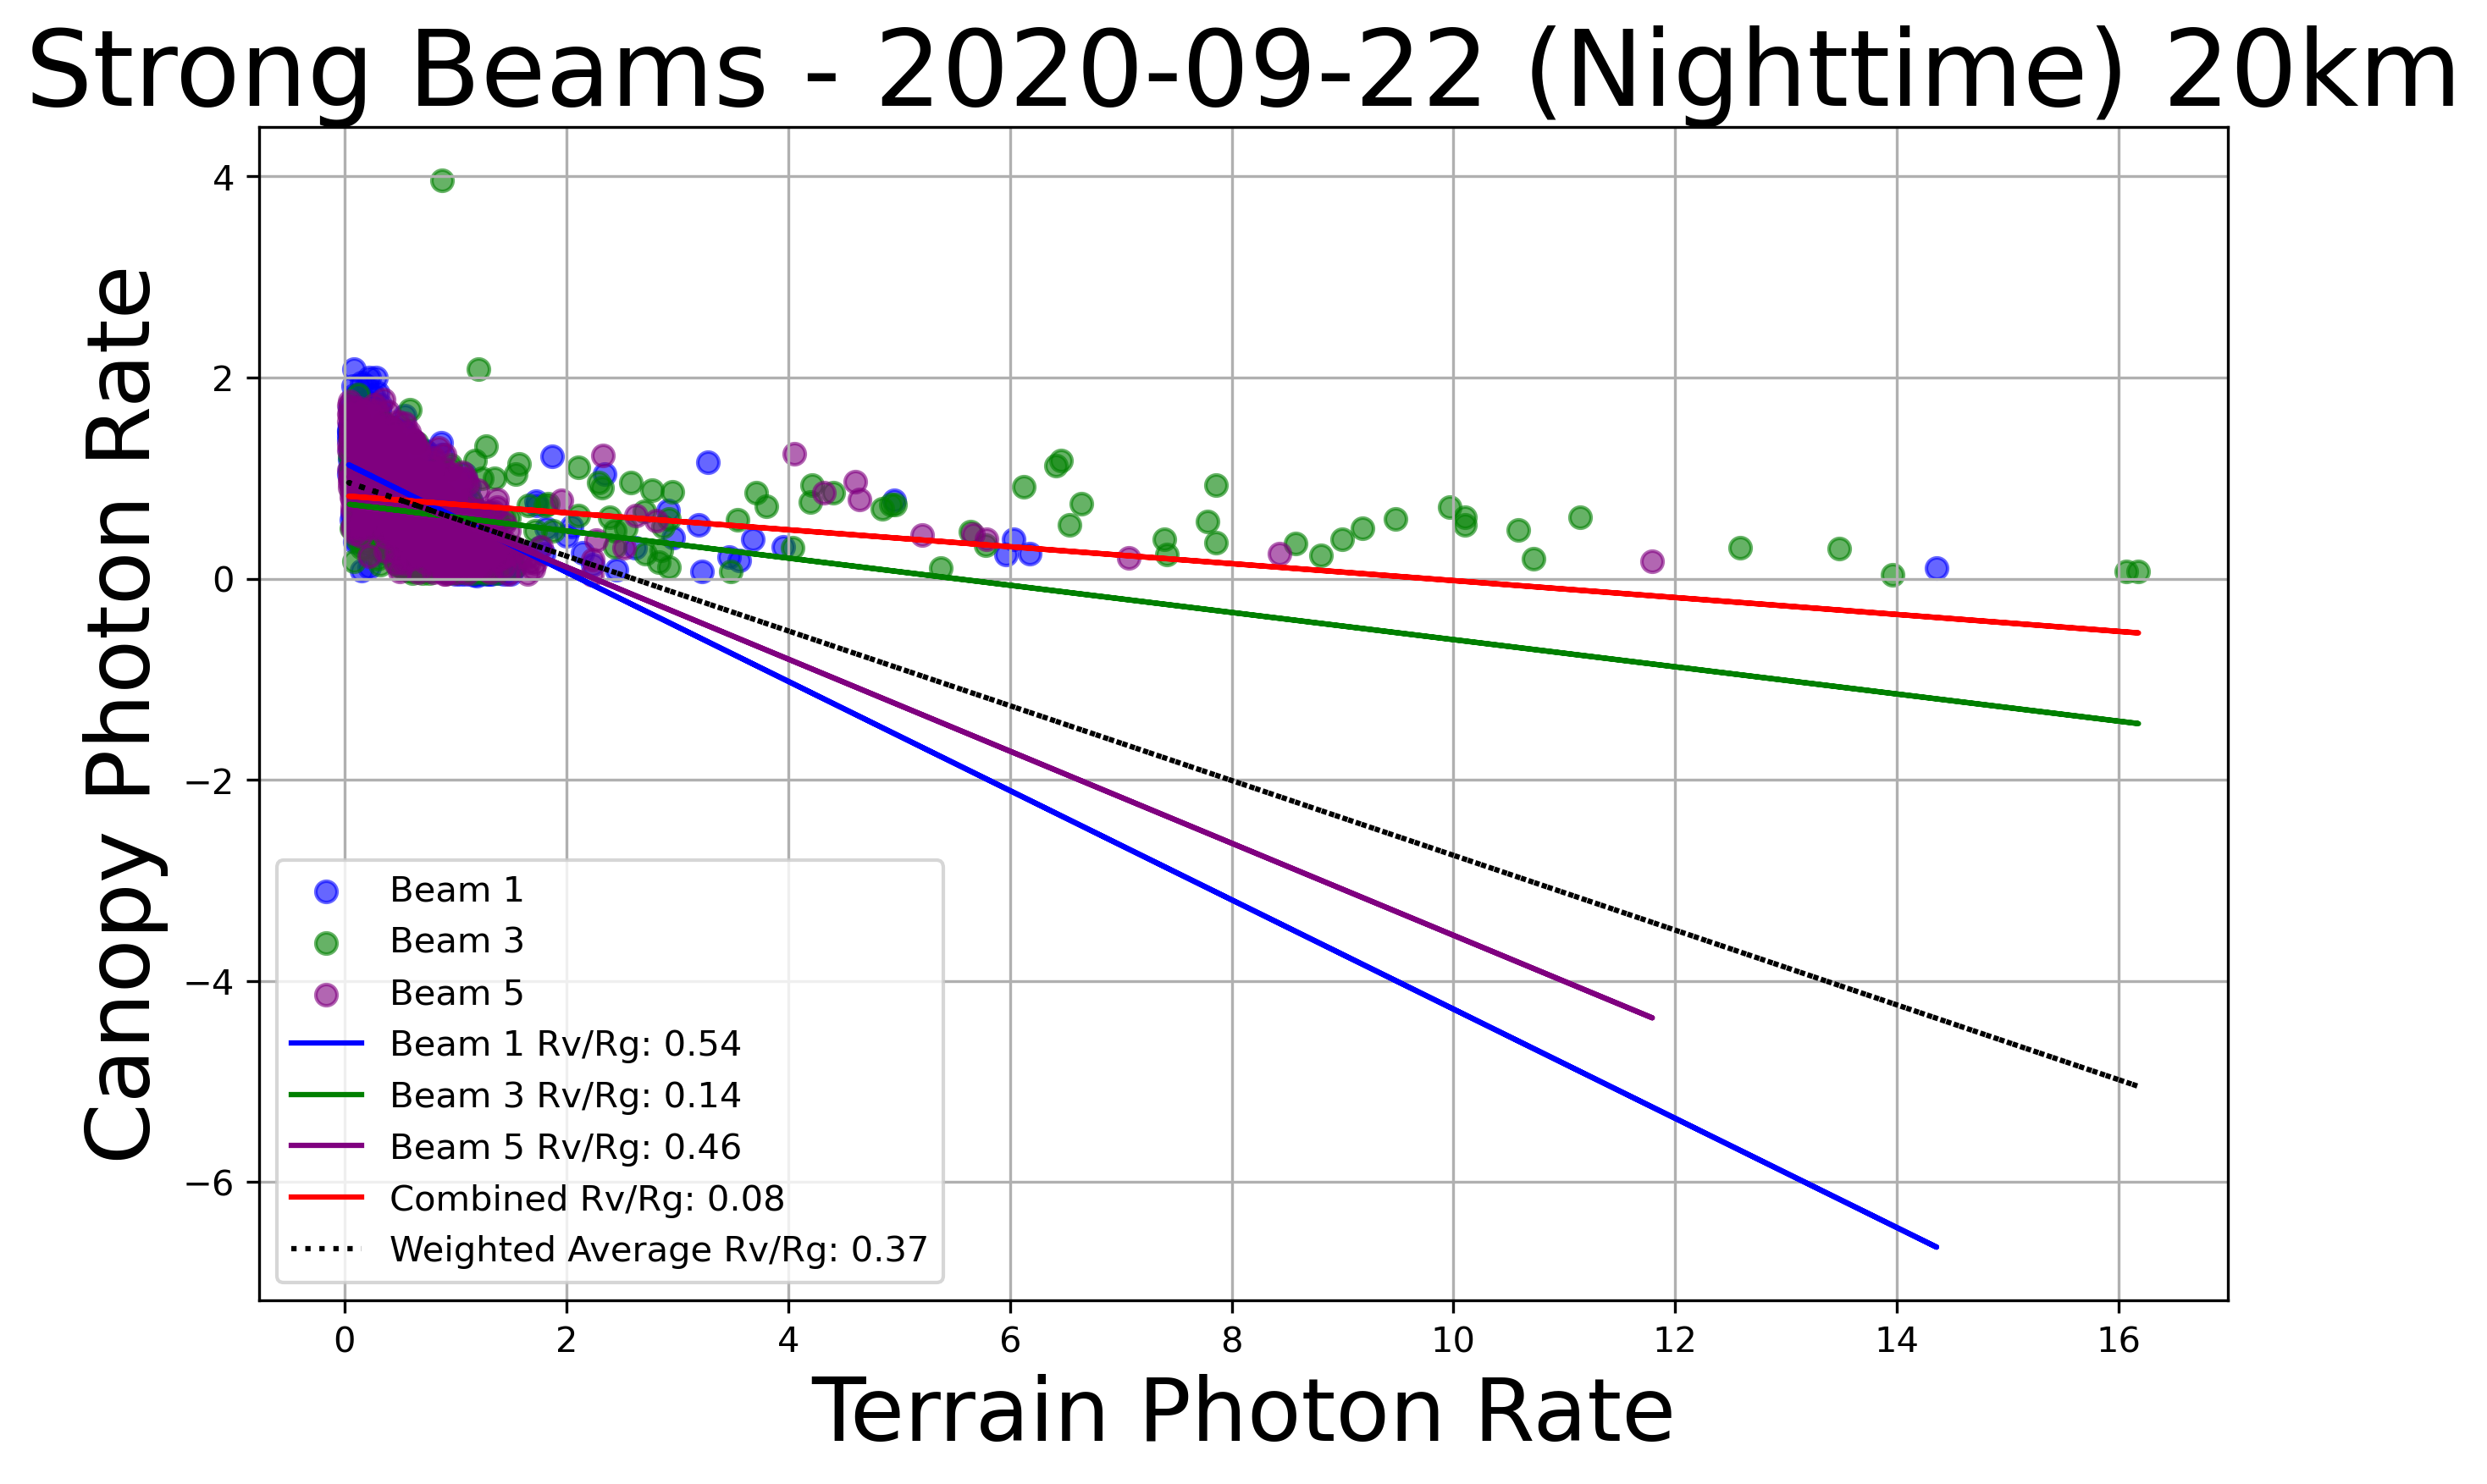 Strong Beams - 2020-09-22 (Nighttime) 20km
Canopy Photon Rate
4
2
0
−2
−4
−6
Beam 1
Beam 3
Beam 5
Beam 1 Rv/Rg: 0.54
Beam 3 Rv/Rg: 0.14
Beam 5 Rv/Rg: 0.46
Combined Rv/Rg: 0.08
Weighted Average Rv/Rg: 0.37
0 2 4 6 8 10 12 14 16
Terrain Photon Rate